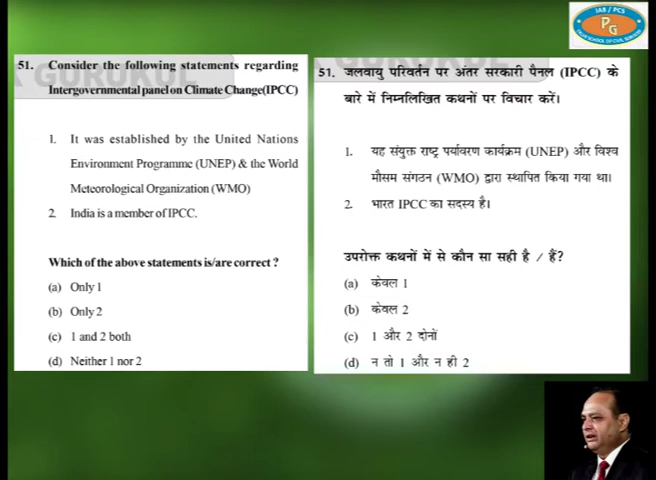 IAS / PCS
PG
51. Consider the following statements regarding
Intergovernmental panel on Climate Change(IPCC)
1. It was established by the United Nations
Environment Programme (UNEP) & the World
Meteorological Organization (WMO)
2. India is a member of IPCC.
Which of the above statements is/are correct ?
(a) Only 1
(b) Only 2
(c) 1 and 2 both
(d) Neither 1 nor 2
51. जलवायु परिवर्तन पर अंतर सरकारी पैनल (IPCC) के
बारे में निम्नलिखित कथनों पर विचार करें।
1. यह संयुक्त राष्ट्र पर्यावरण कार्यक्रम (UNEP) और विश्व
मौसम संगठन (WMO) द्वारा स्थापित किया गया था।
2. भारत IPCC का सदस्य है।
उपरोक्त कथनों में से कौन सा सही है / हैं?
(a) केवल 1
(b) केवल 2
(c) 1 और 2 दोनों
(d) न तो 1 और न ही 2